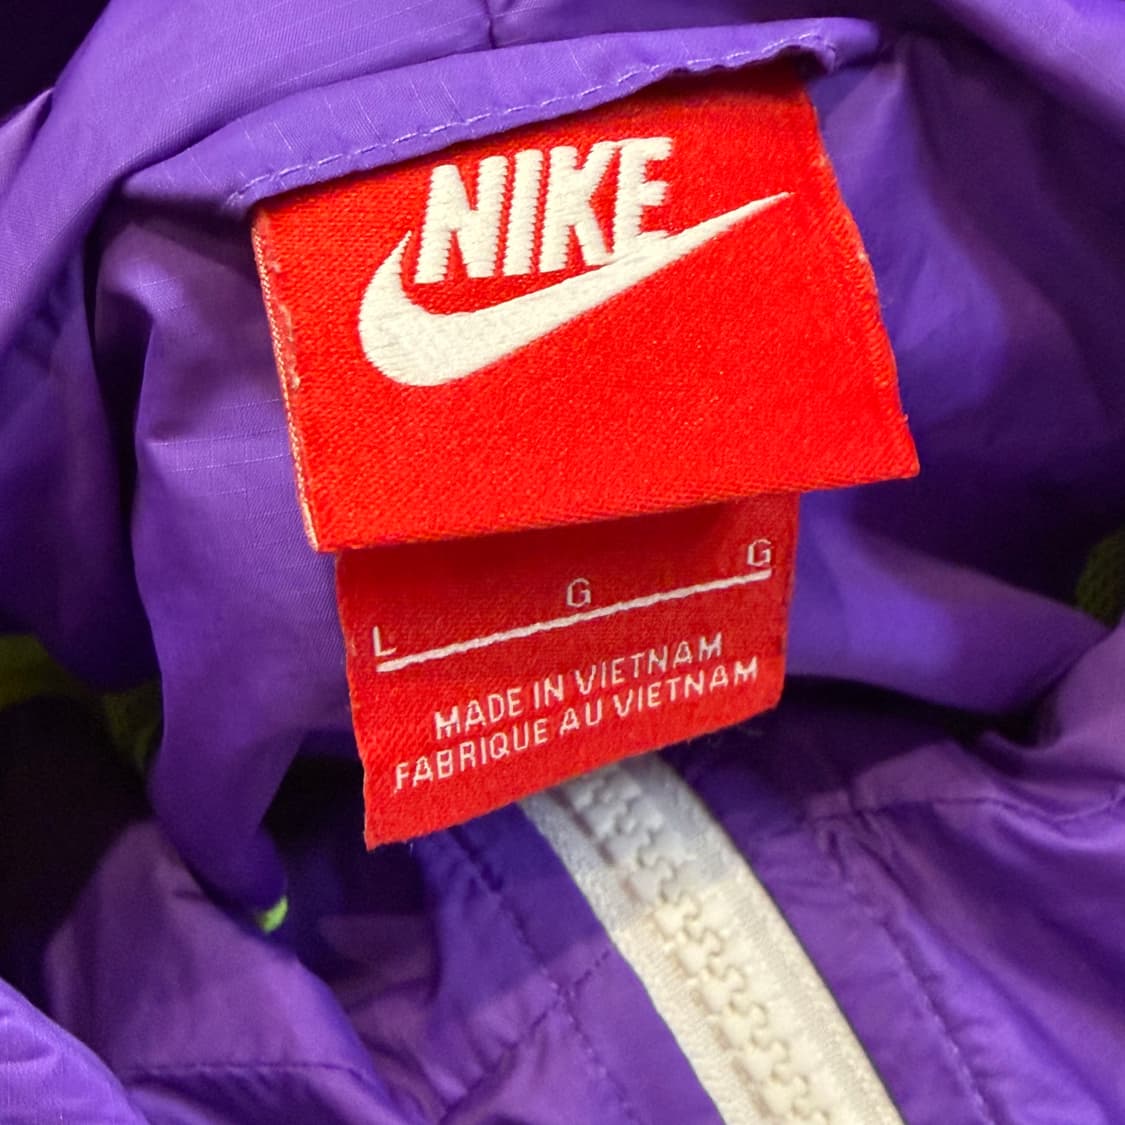 NIKE
L G G
MADE IN VIETNAM
FABRIQUE AU VIETNAM